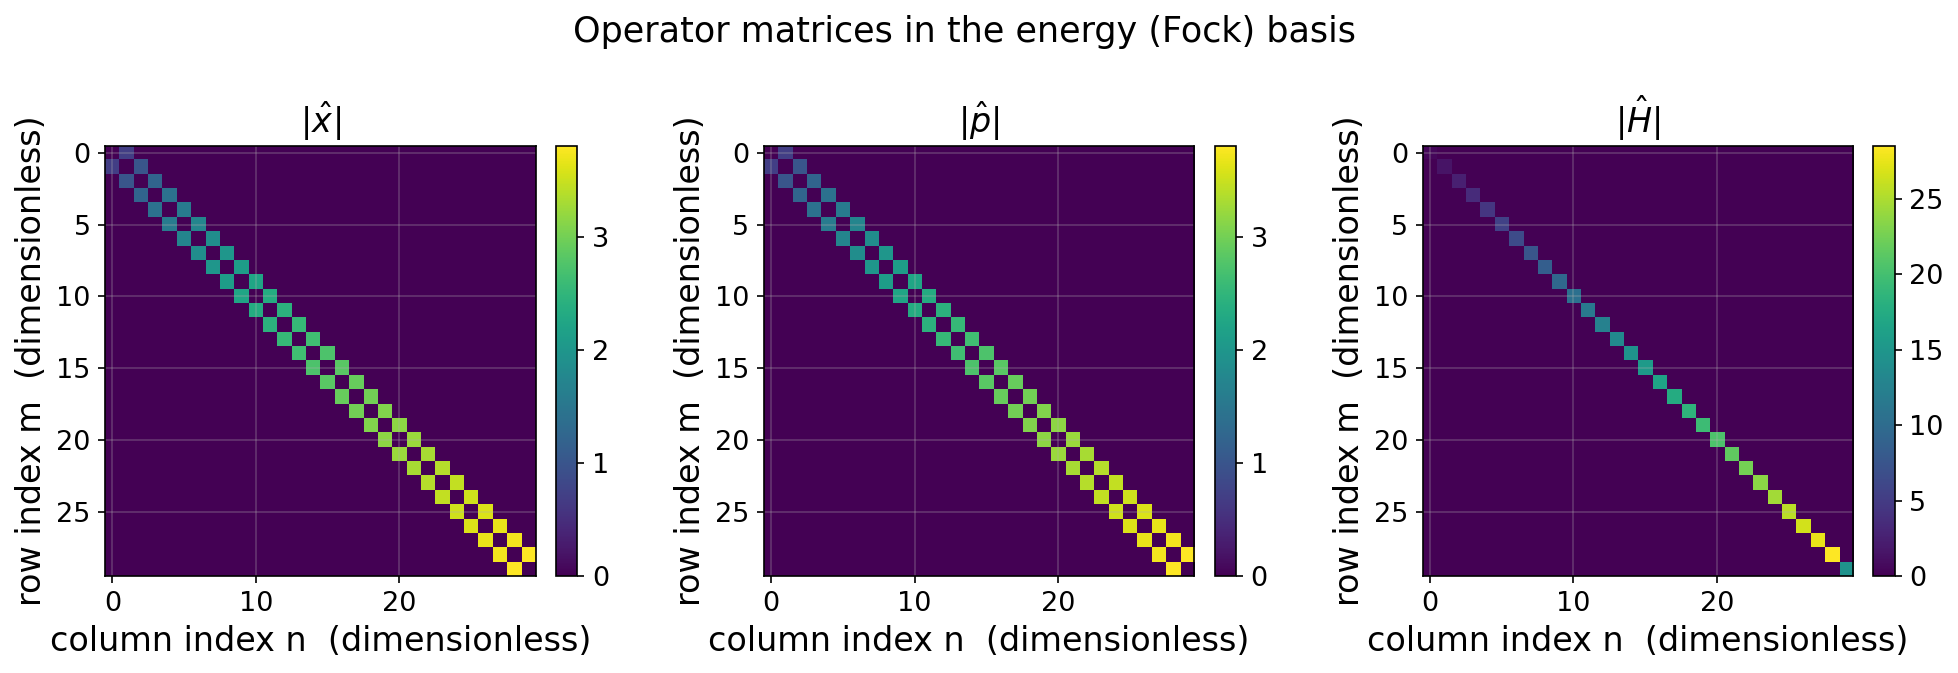 Operator matrices in the energy (Fock) basis
|x̂|
row index m (dimensionless)
0
5
10
15
20
25
0 10 20
column index n (dimensionless)
3
2
1
0
|p̂|
row index m (dimensionless)
0
5
10
15
20
25
0 10 20
column index n (dimensionless)
3
2
1
0
|Ĥ|
row index m (dimensionless)
0
5
10
15
20
25
0 10 20
column index n (dimensionless)
25
20
15
10
5
0